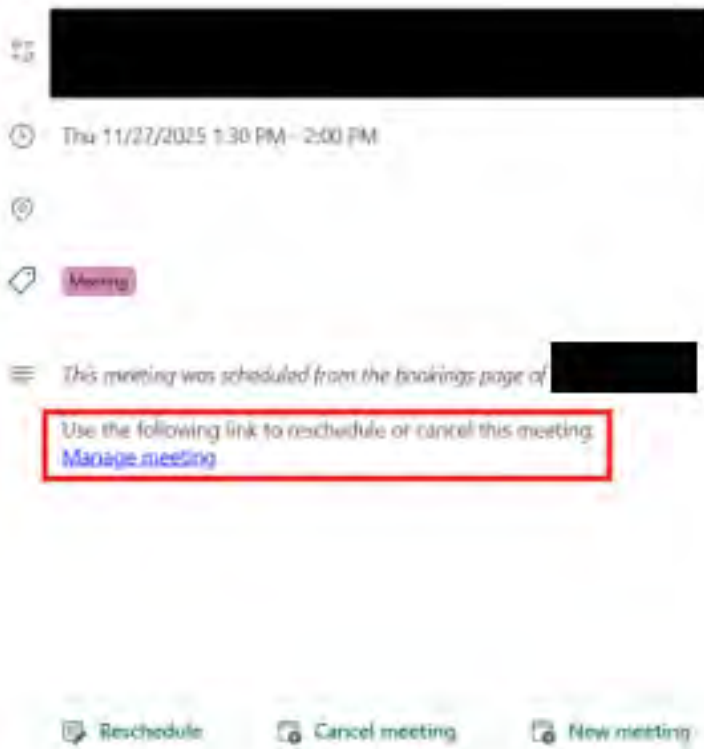 Thu 11/27/2025 1:30 PM - 2:00 PM
Meeting
This meeting was scheduled from the bookings page of
Use the following link to reschedule or cancel this meeting
Manage meeting
Reschedule
Cancel meeting
New meeting